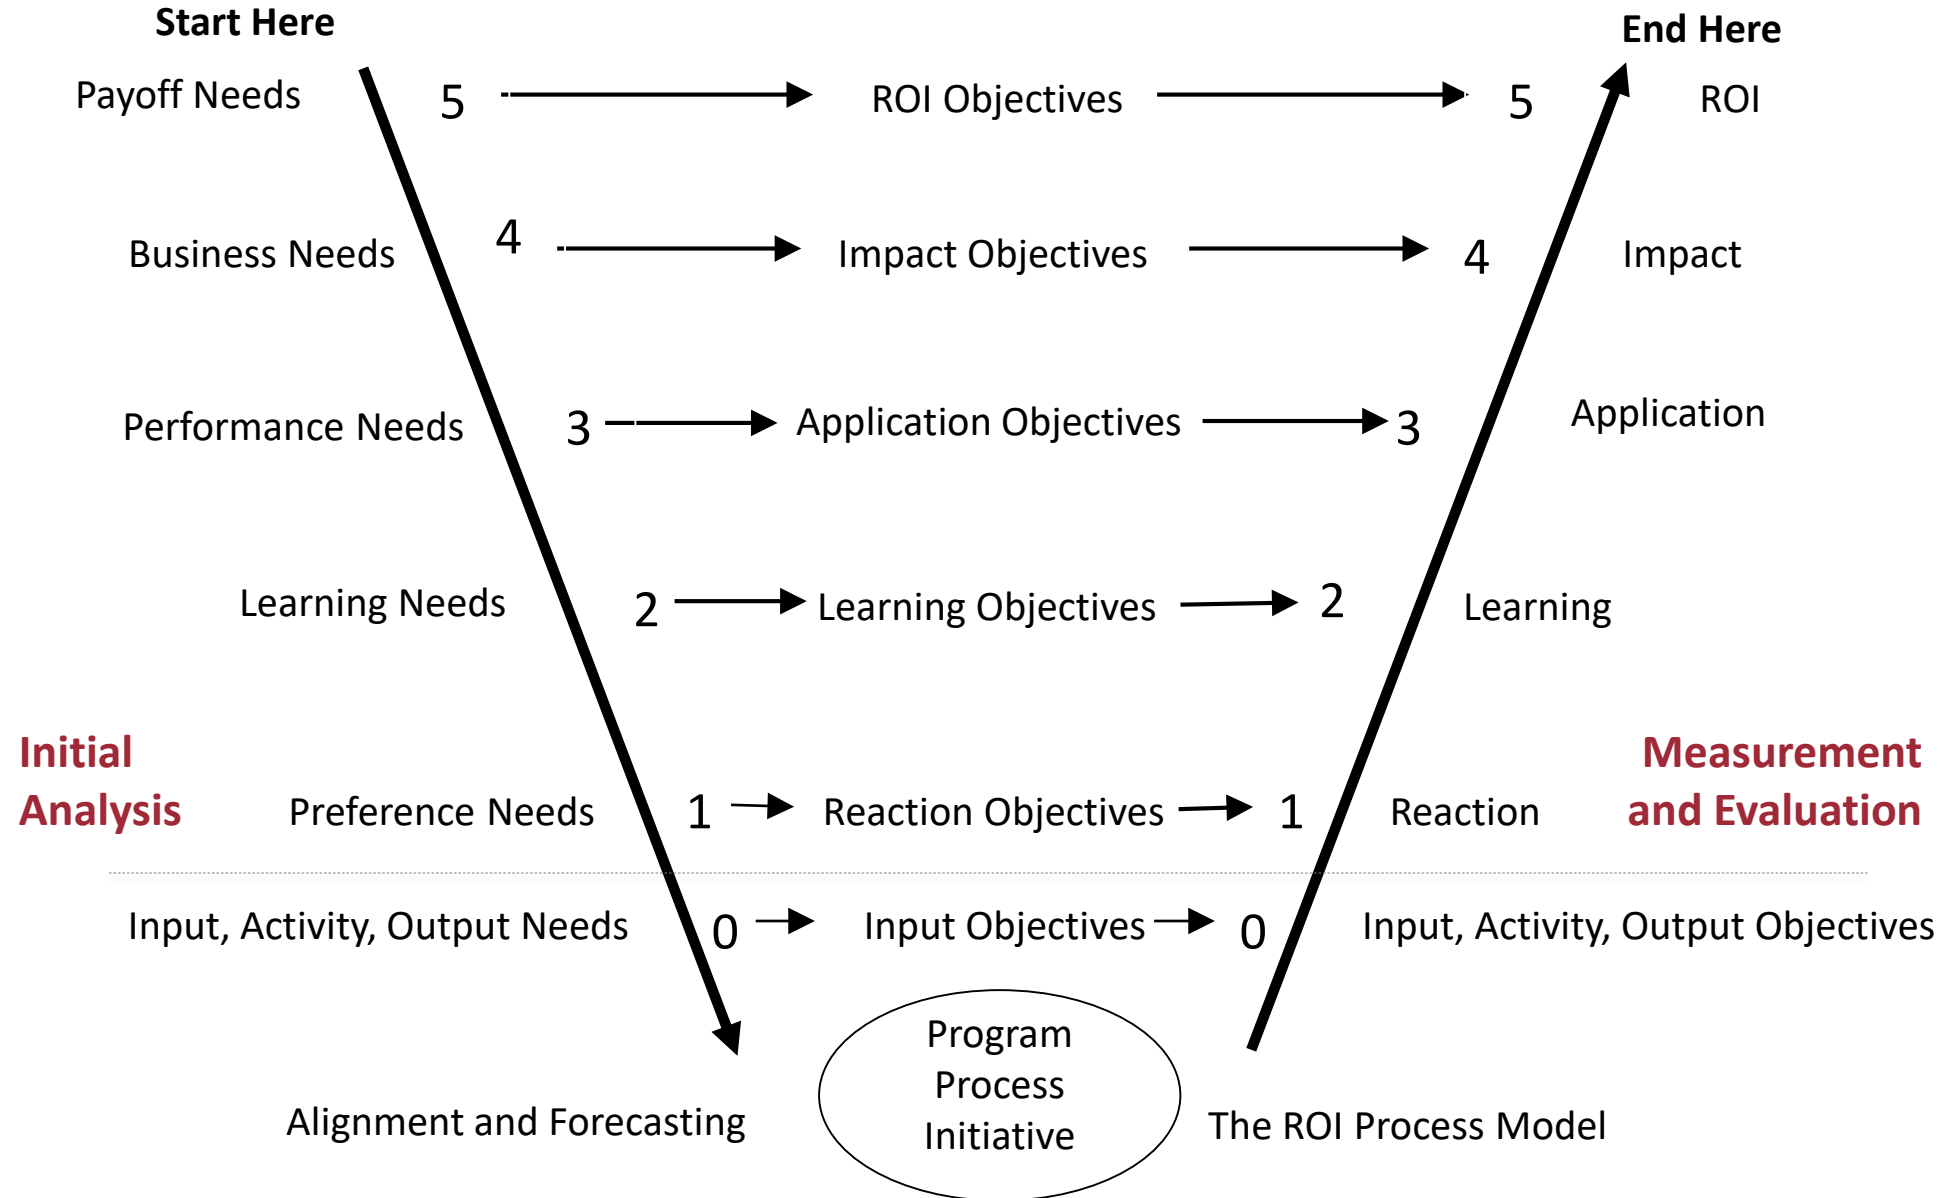 Start Here
End Here
Payoff Needs 5 ROI Objectives 5 ROI
Business Needs 4 Impact Objectives 4 Impact
Performance Needs 3 Application Objectives 3 Application
Learning Needs 2 Learning Objectives 2 Learning
Initial
Analysis
Measurement
and Evaluation
Preference Needs 1 Reaction Objectives 1 Reaction
Input, Activity, Output Needs 0 Input Objectives 0 Input, Activity, Output Objectives
Program
Process
Initiative
Alignment and Forecasting
The ROI Process Model